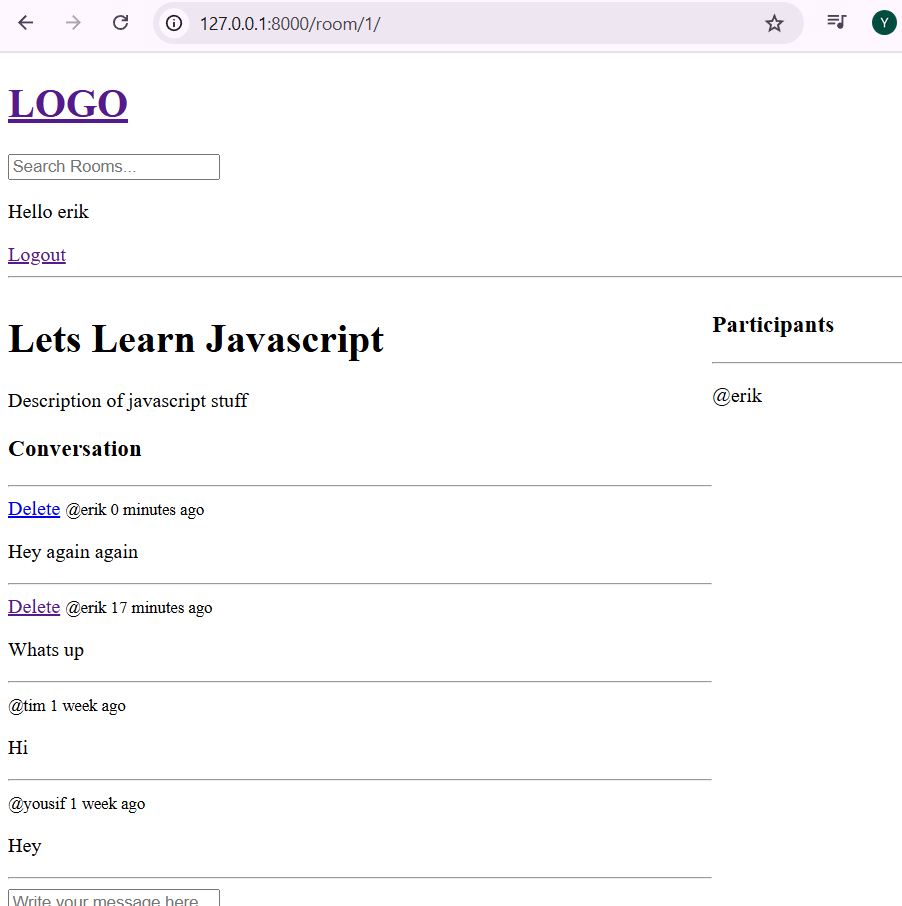 127.0.0.1:8000/room/1/
Y
LOGO
Search Rooms...
Hello erik
Logout
Lets Learn Javascript
Description of javascript stuff
Conversation
Delete @erik 0 minutes ago
Hey again again
Delete @erik 17 minutes ago
Whats up
@tim 1 week ago
Hi
@yousif 1 week ago
Hey
Write your message here...
Participants
@erik